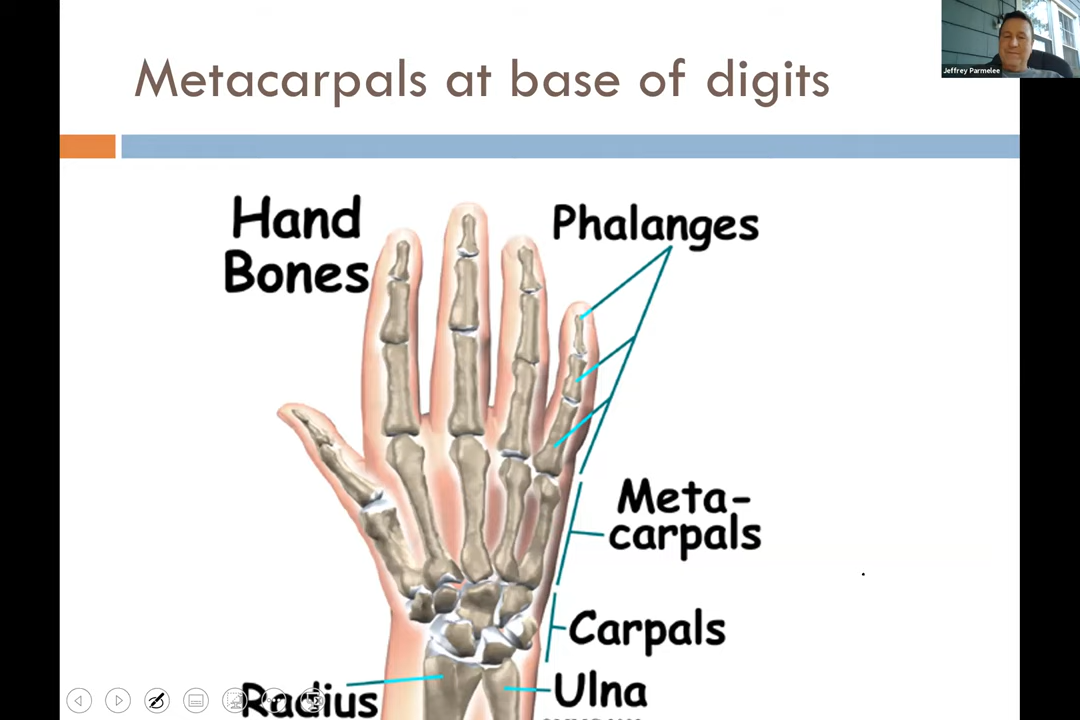 Metacarpals at base of digits
Jeffrey Parmelee
Hand
Bones
Phalanges
Meta-
carpals
Carpals
Radius
Ulna